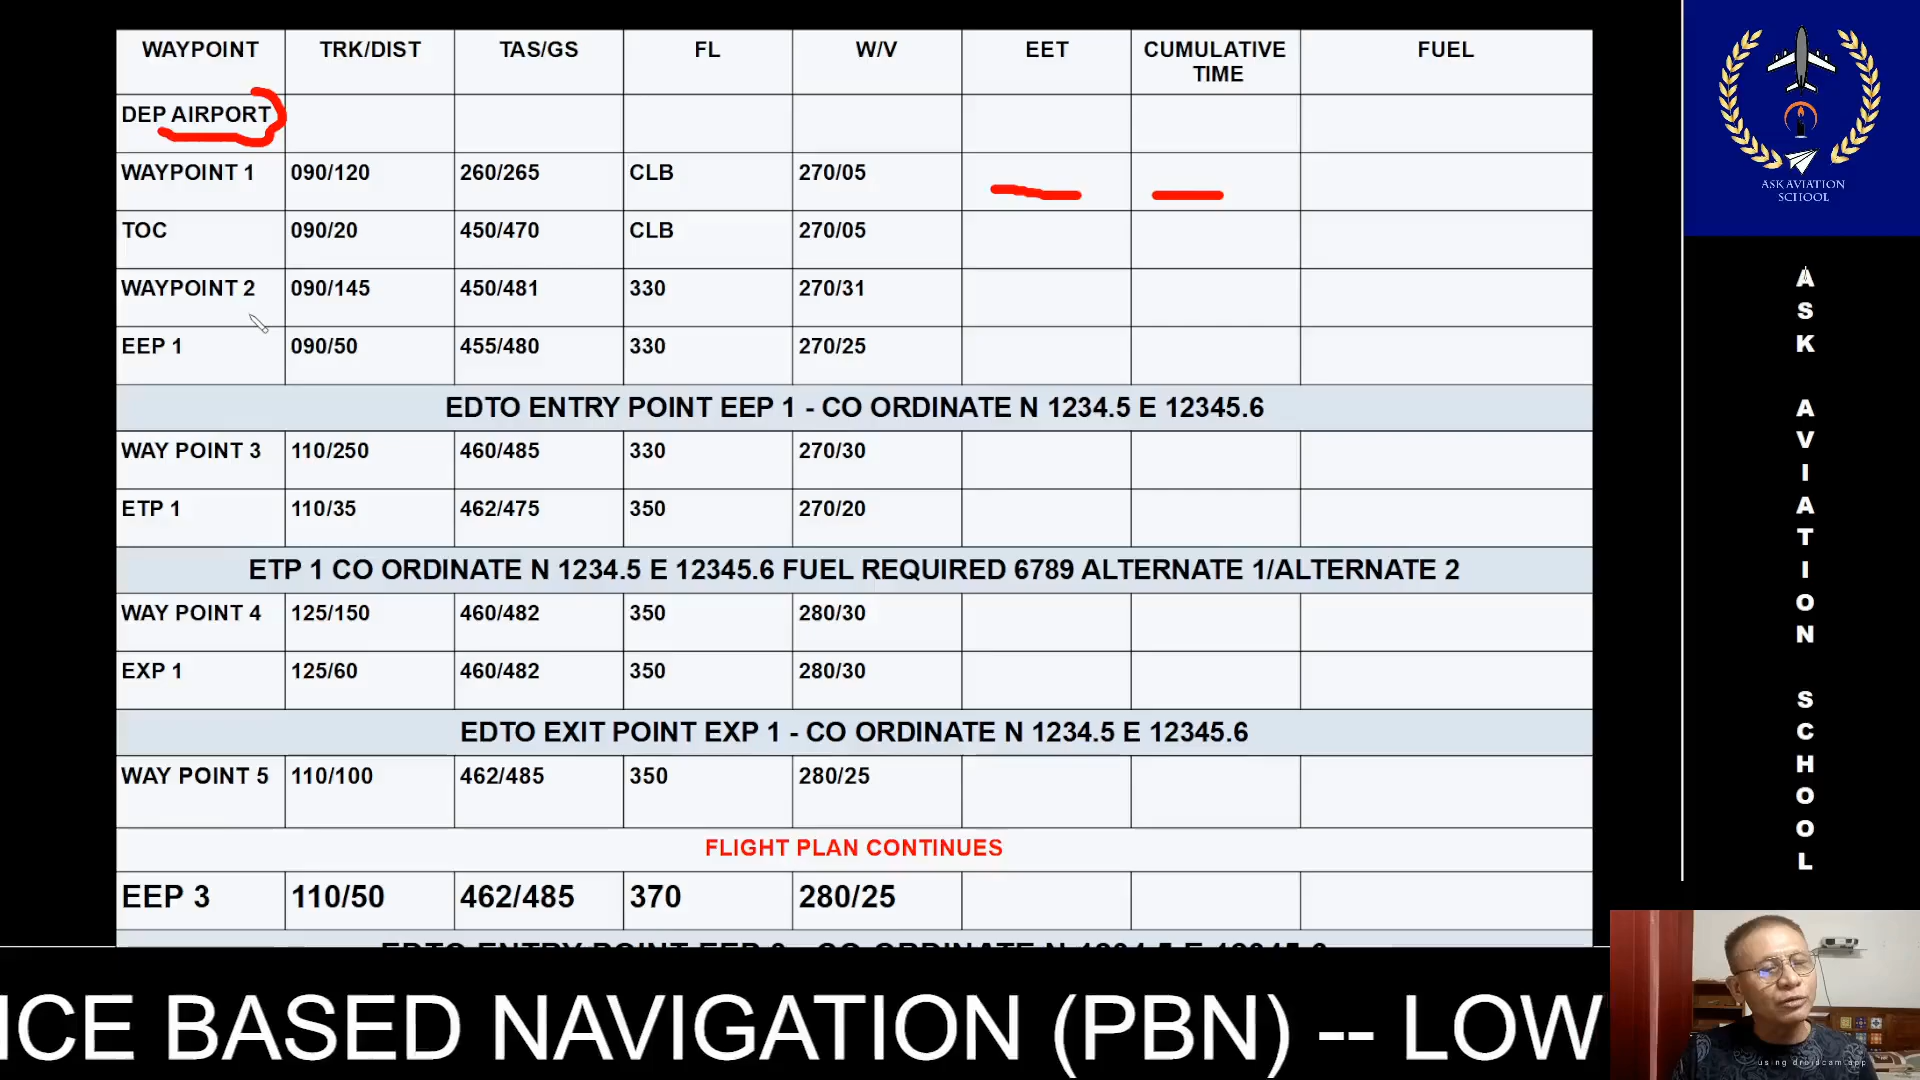 WAYPOINT TRK/DIST TAS/GS FL W/V EET CUMULATIVE TIME FUEL
DEP AIRPORT
WAYPOINT 1 090/120 260/265 CLB 270/05
TOC 090/20 450/470 CLB 270/05
WAYPOINT 2 090/145 450/481 330 270/31
EEP 1 090/50 455/480 330 270/25
EDTO ENTRY POINT EEP 1 - CO ORDINATE N 1234.5 E 12345.6
WAY POINT 3 110/250 460/485 330 270/30
ETP 1 110/35 462/475 350 270/20
ETP 1 CO ORDINATE N 1234.5 E 12345.6 FUEL REQUIRED 6789 ALTERNATE 1/ALTERNATE 2
WAY POINT 4 125/150 460/482 350 280/30
EXP 1 125/60 460/482 350 280/30
EDTO EXIT POINT EXP 1 - CO ORDINATE N 1234.5 E 12345.6
WAY POINT 5 110/100 462/485 350 280/25
FLIGHT PLAN CONTINUES
EEP 3 110/50 462/485 370 280/25
ICE BASED NAVIGATION (PBN) -- LOW
ASK AVIATION
SCHOOL
ASK AVIATION SCHOOL
using droidcam app